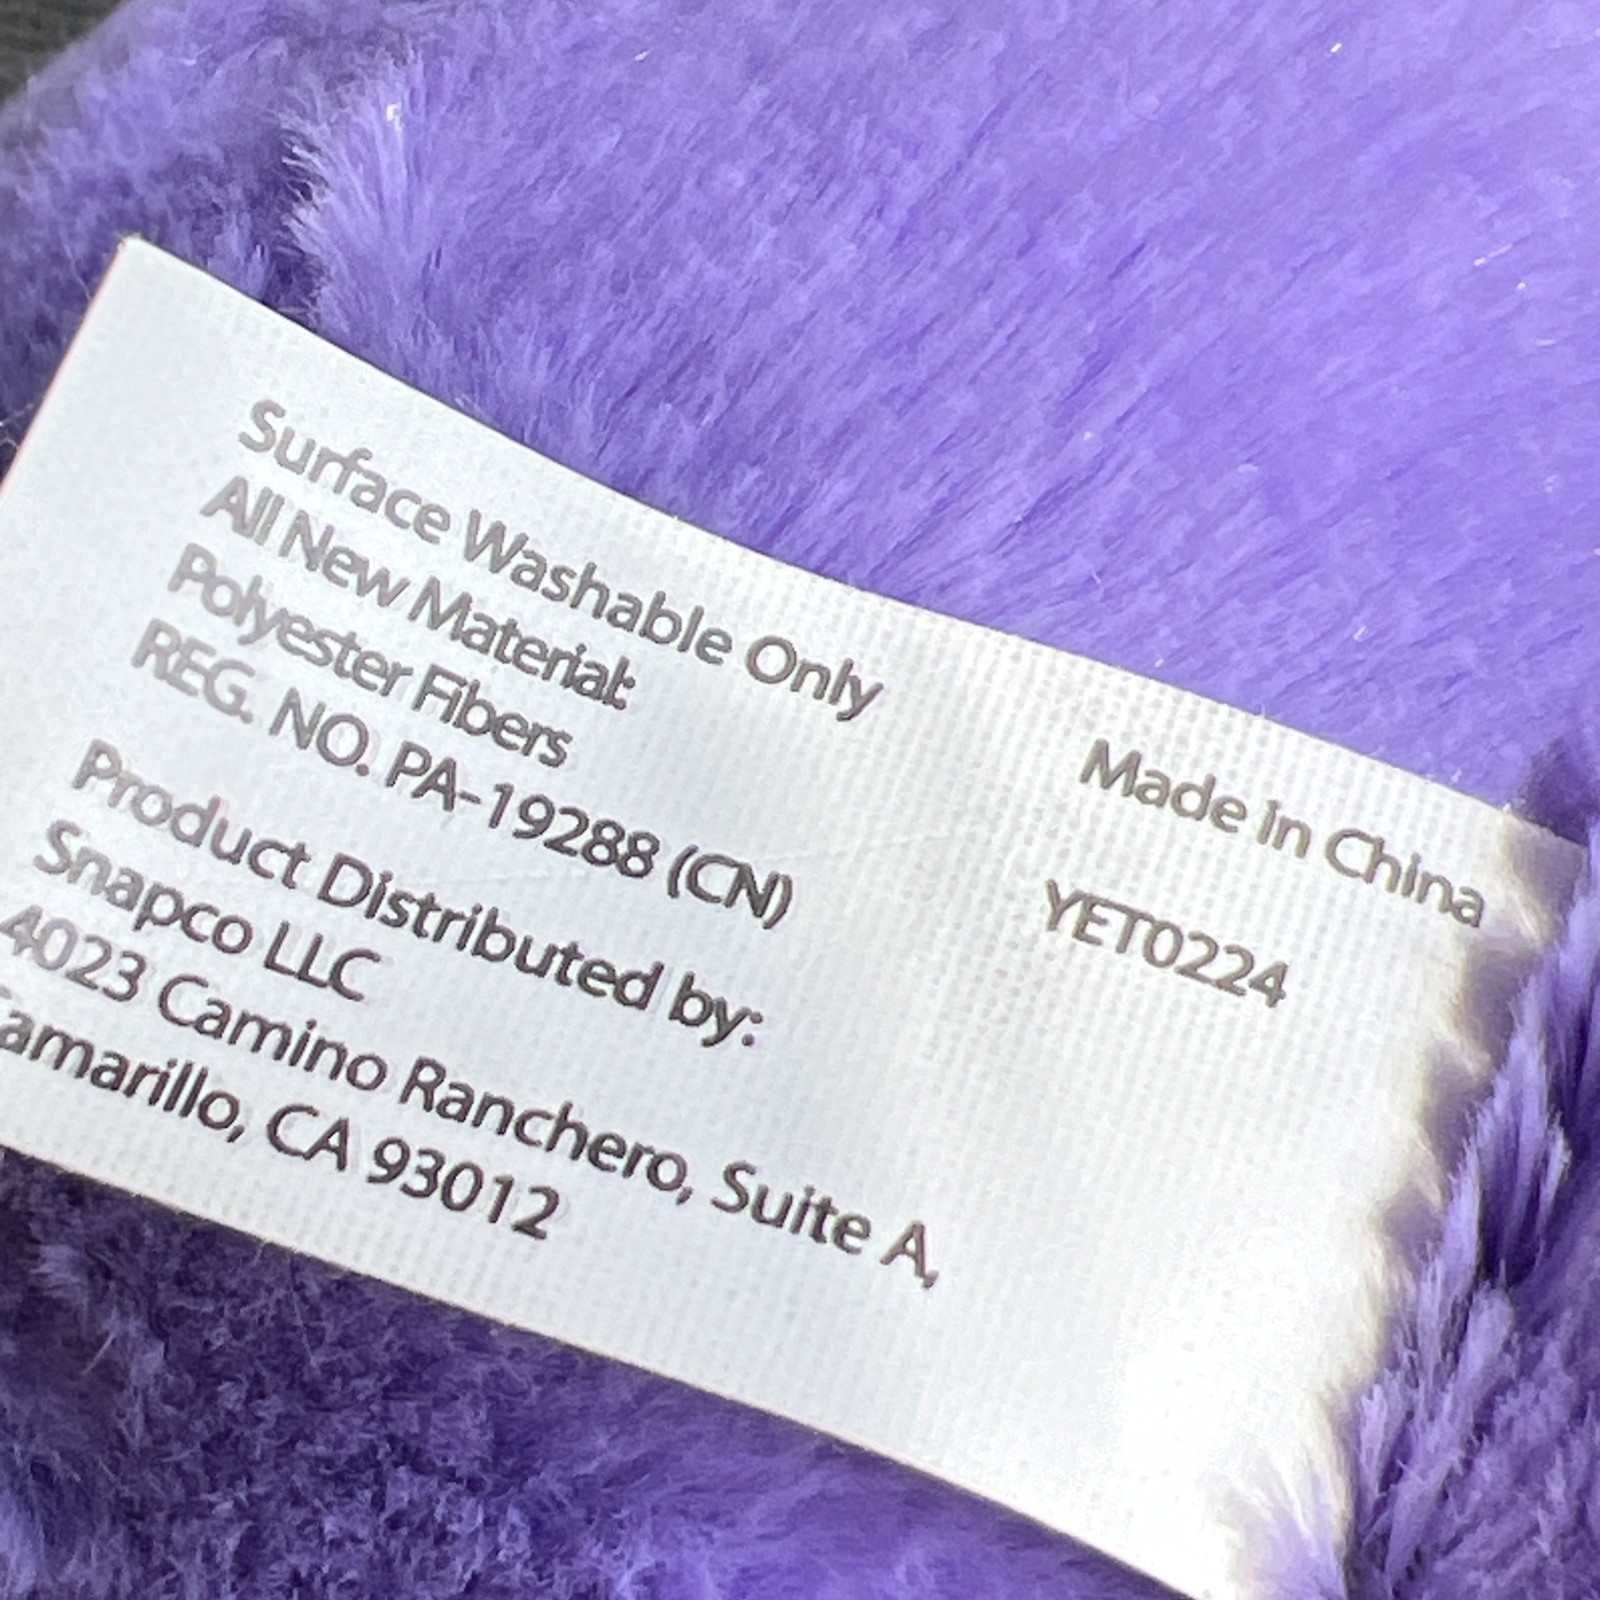 Surface Washable Only
All New Material:
Polyester Fibers
REG. NO. PA-19288 (CN)
Product Distributed by:
Snapco LLC
4023 Camino Ranchero, Suite A,
Camarillo, CA 93012
Made in China
YET0224